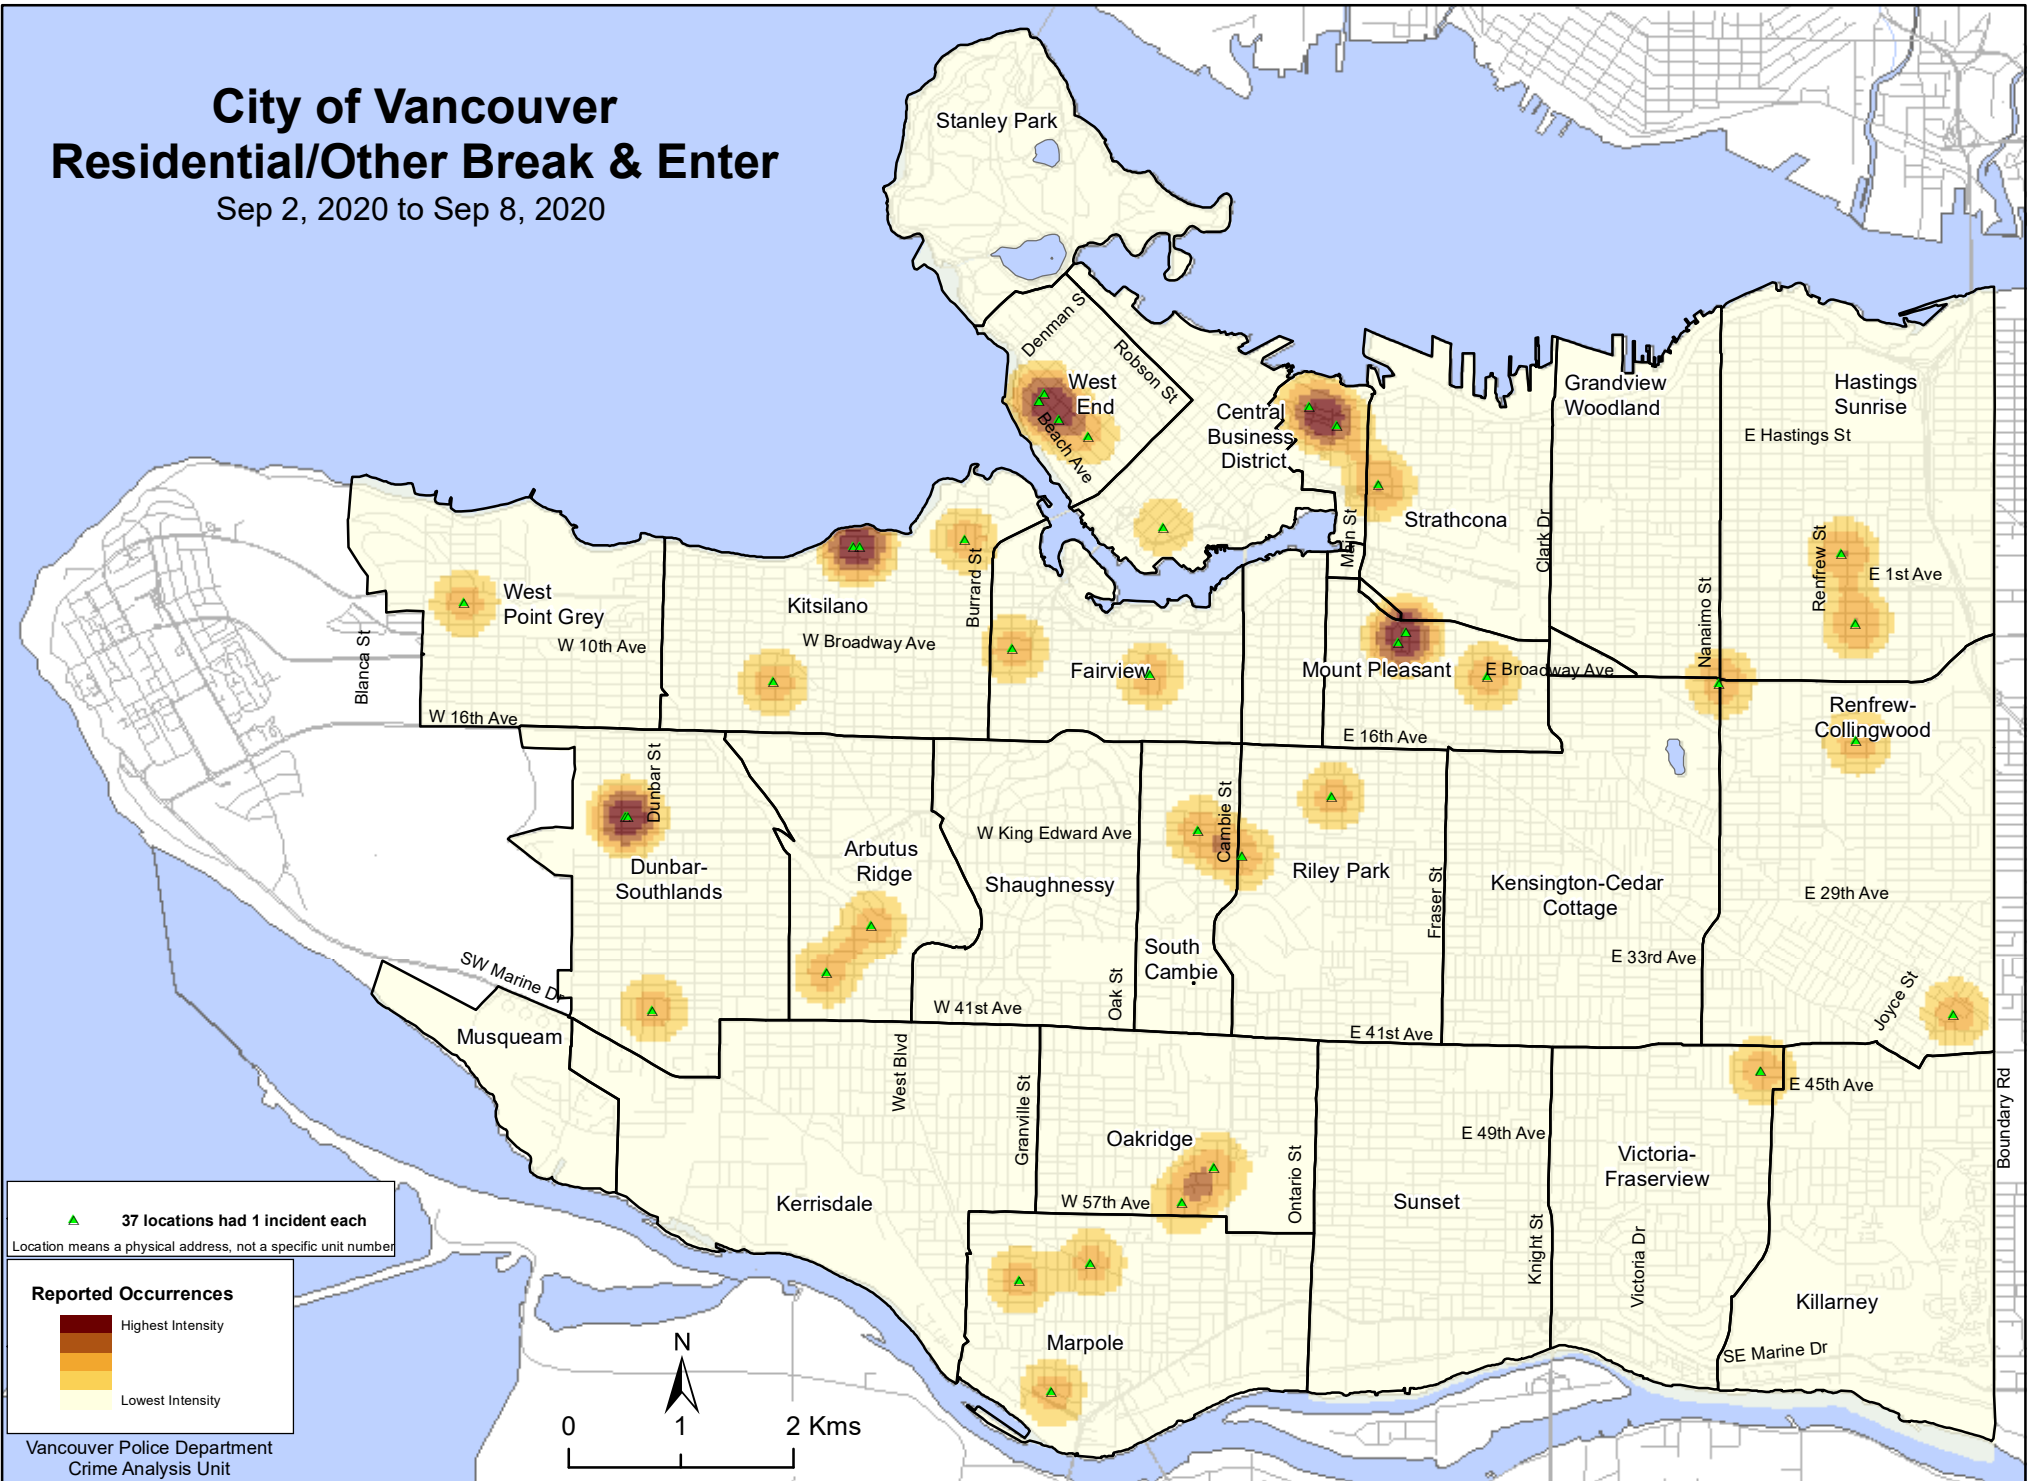 City of Vancouver
Residential/Other Break & Enter
Sep 2, 2020 to Sep 8, 2020
Stanley Park
Denman S
Robson St
West
End
Beach Ave
Central
Business
District
Grandview
Woodland
Hastings
Sunrise
E Hastings St
Strathcona
Main St
Clark Dr
Nanaimo St
Renfrew St
E 1st Ave
West
Point Grey
W 10th Ave
Blanca St
W 16th Ave
Kitsilano
W Broadway Ave
Burrard St
Fairview
Mount Pleasant
E Broadway Ave
E 16th Ave
Renfrew-
Collingwood
Dunbar St
Dunbar-
Southlands
Arbutus
Ridge
W King Edward Ave
Shaughnessy
Cambie St
Riley Park
Fraser St
Kensington-Cedar
Cottage
E 29th Ave
South
Cambie
E 33rd Ave
SW Marine Dr
Musqueam
W 41st Ave
Oak St
E 41st Ave
Joyce St
West Blvd
Granville St
E 45th Ave
Boundary Rd
Oakridge
E 49th Ave
Victoria-
Fraserview
Kerrisdale
W 57th Ave
Ontario St
Sunset
Knight St
Victoria Dr
Killarney
Marpole
SE Marine Dr
37 locations had 1 incident each
Location means a physical address, not a specific unit number
Reported Occurrences
Highest Intensity
Lowest Intensity
Vancouver Police Department
Crime Analysis Unit
N
0 1 2 Kms